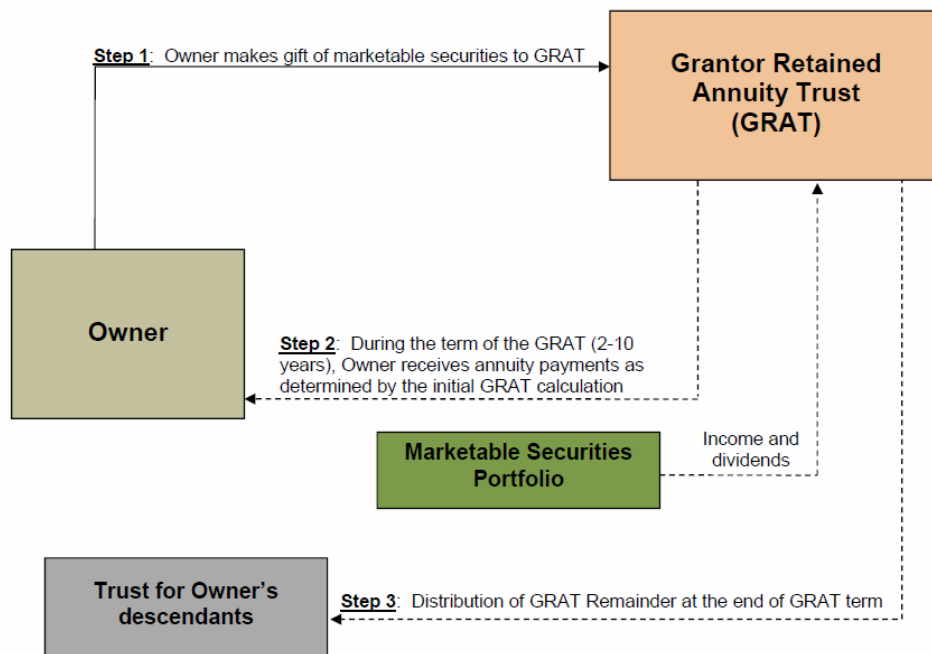 Step 1:  Owner makes gift of marketable securities to GRAT
Grantor Retained
Annuity Trust
(GRAT)
Owner
Step 2:  During the term of the GRAT (2-10
years), Owner receives annuity payments as
determined by the initial GRAT calculation
Marketable Securities
Portfolio
Income and
dividends
Trust for Owner’s
descendants
Step 3:  Distribution of GRAT Remainder at the end of GRAT term